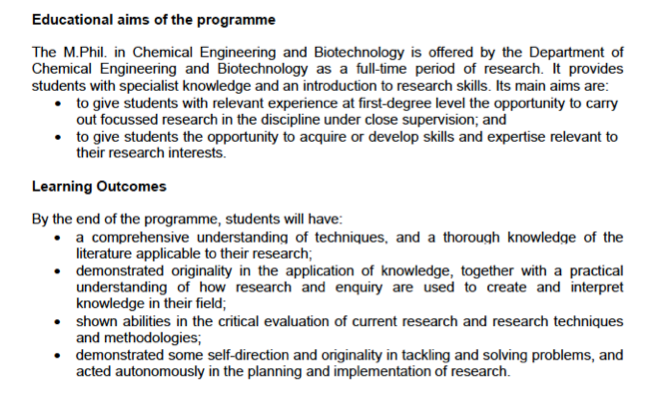 Educational aims of the programme
The M.Phil. in Chemical Engineering and Biotechnology is offered by the Department of
Chemical Engineering and Biotechnology as a full-time period of research. It provides
students with specialist knowledge and an introduction to research skills. Its main aims are:
• to give students with relevant experience at first-degree level the opportunity to carry
out focussed research in the discipline under close supervision; and
• to give students the opportunity to acquire or develop skills and expertise relevant to
their research interests.
Learning Outcomes
By the end of the programme, students will have:
• a comprehensive understanding of techniques, and a thorough knowledge of the
literature applicable to their research;
• demonstrated originality in the application of knowledge, together with a practical
understanding of how research and enquiry are used to create and interpret
knowledge in their field;
• shown abilities in the critical evaluation of current research and research techniques
and methodologies;
• demonstrated some self-direction and originality in tackling and solving problems, and
acted autonomously in the planning and implementation of research.